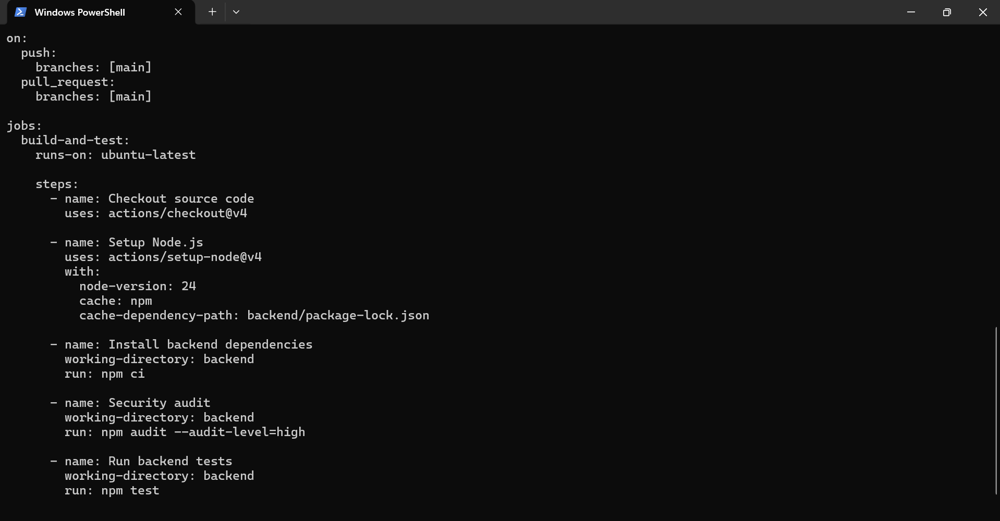 Windows PowerShell
on:
  push:
    branches: [main]
  pull_request:
    branches: [main]

jobs:
  build-and-test:
    runs-on: ubuntu-latest

    steps:
      - name: Checkout source code
        uses: actions/checkout@v4

      - name: Setup Node.js
        uses: actions/setup-node@v4
        with:
          node-version: 24
          cache: npm
          cache-dependency-path: backend/package-lock.json

      - name: Install backend dependencies
        working-directory: backend
        run: npm ci

      - name: Security audit
        working-directory: backend
        run: npm audit --audit-level=high

      - name: Run backend tests
        working-directory: backend
        run: npm test